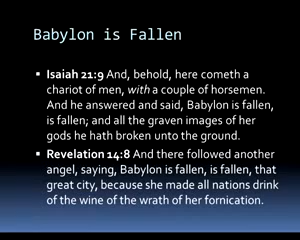 Babylon is Fallen
▪ Isaiah 21:9 And, behold, here cometh a
chariot of men, with a couple of horsemen.
And he answered and said, Babylon is fallen,
is fallen; and all the graven images of her
gods he hath broken unto the ground.
▪ Revelation 14:8 And there followed another
angel, saying, Babylon is fallen, is fallen, that
great city, because she made all nations drink
of the wine of the wrath of her fornication.